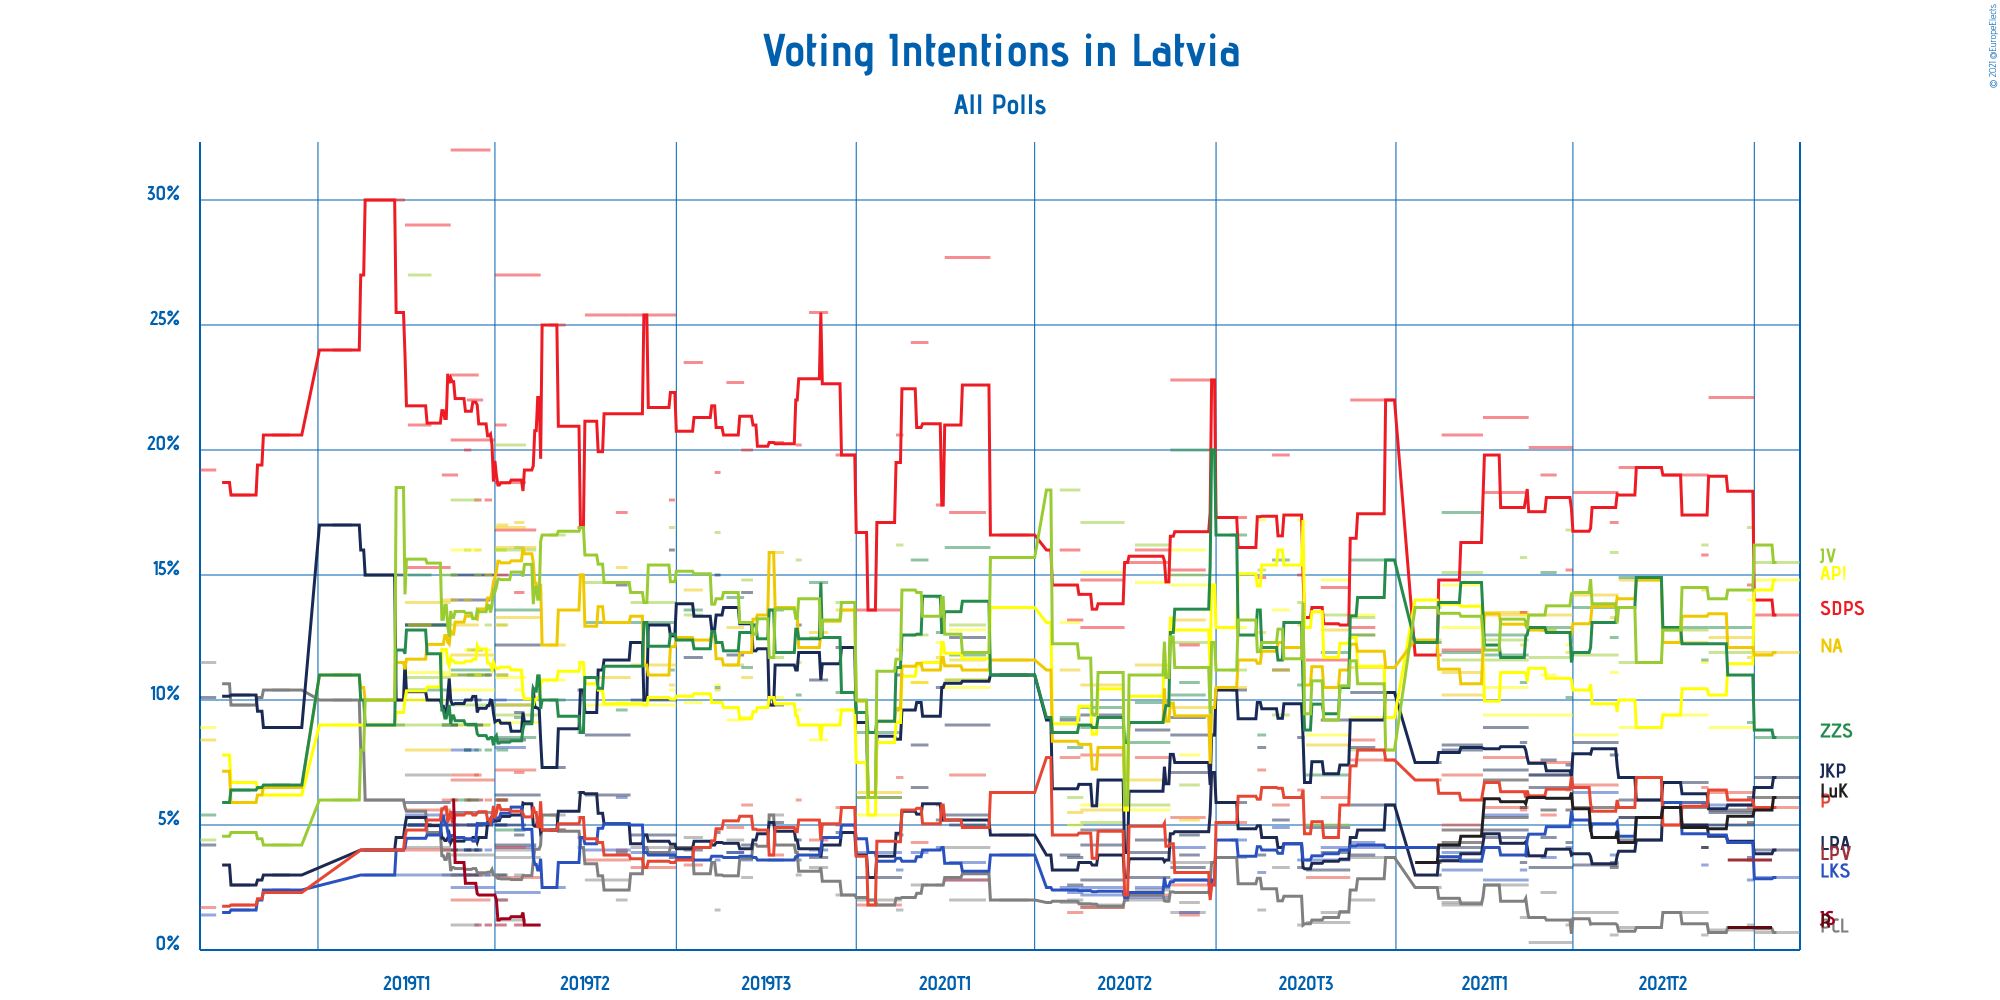 © 2021 @EuropeElects
Voting Intentions in Latvia
All Polls
30%
25%
20%
15%
10%
5%
0%
JV
API
SDPS
NA
ZZS
JKP
LuK
P
LRA
LPV
LKS
PCL
2019T1
2019T2
2019T3
2020T1
2020T2
2020T3
2021T1
2021T2